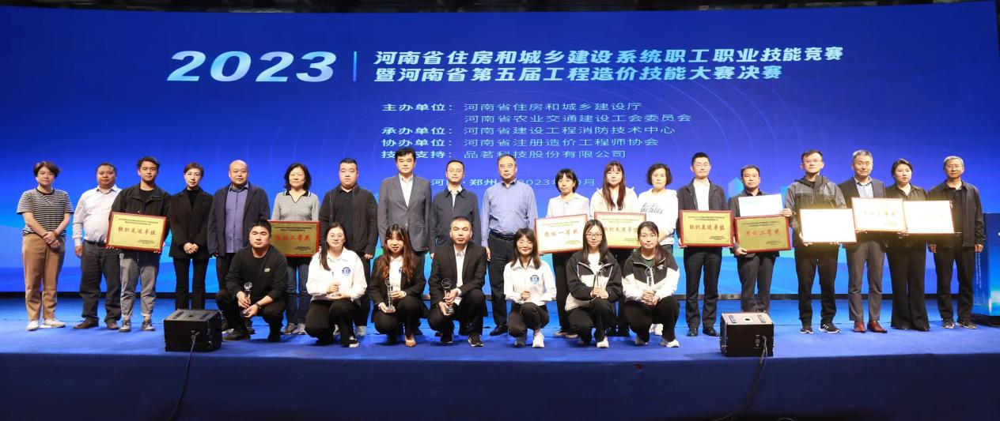 2023
河南省住房和城乡建设系统职工职业技能竞赛
暨河南省第五届工程造价技能大赛决赛
主办单位：河南省住房和城乡建设厅
河南省农业交通建设工会委员会
承办单位：河南省建设工程消防技术中心
协办单位：河南省注册造价工程师协会
技 支持：品茗科技股份有限公司
河 郑州 2023年 0月
组织先进单位
团体二等奖
团体一等奖
组织先进单位
组织先进单位
团体二等奖